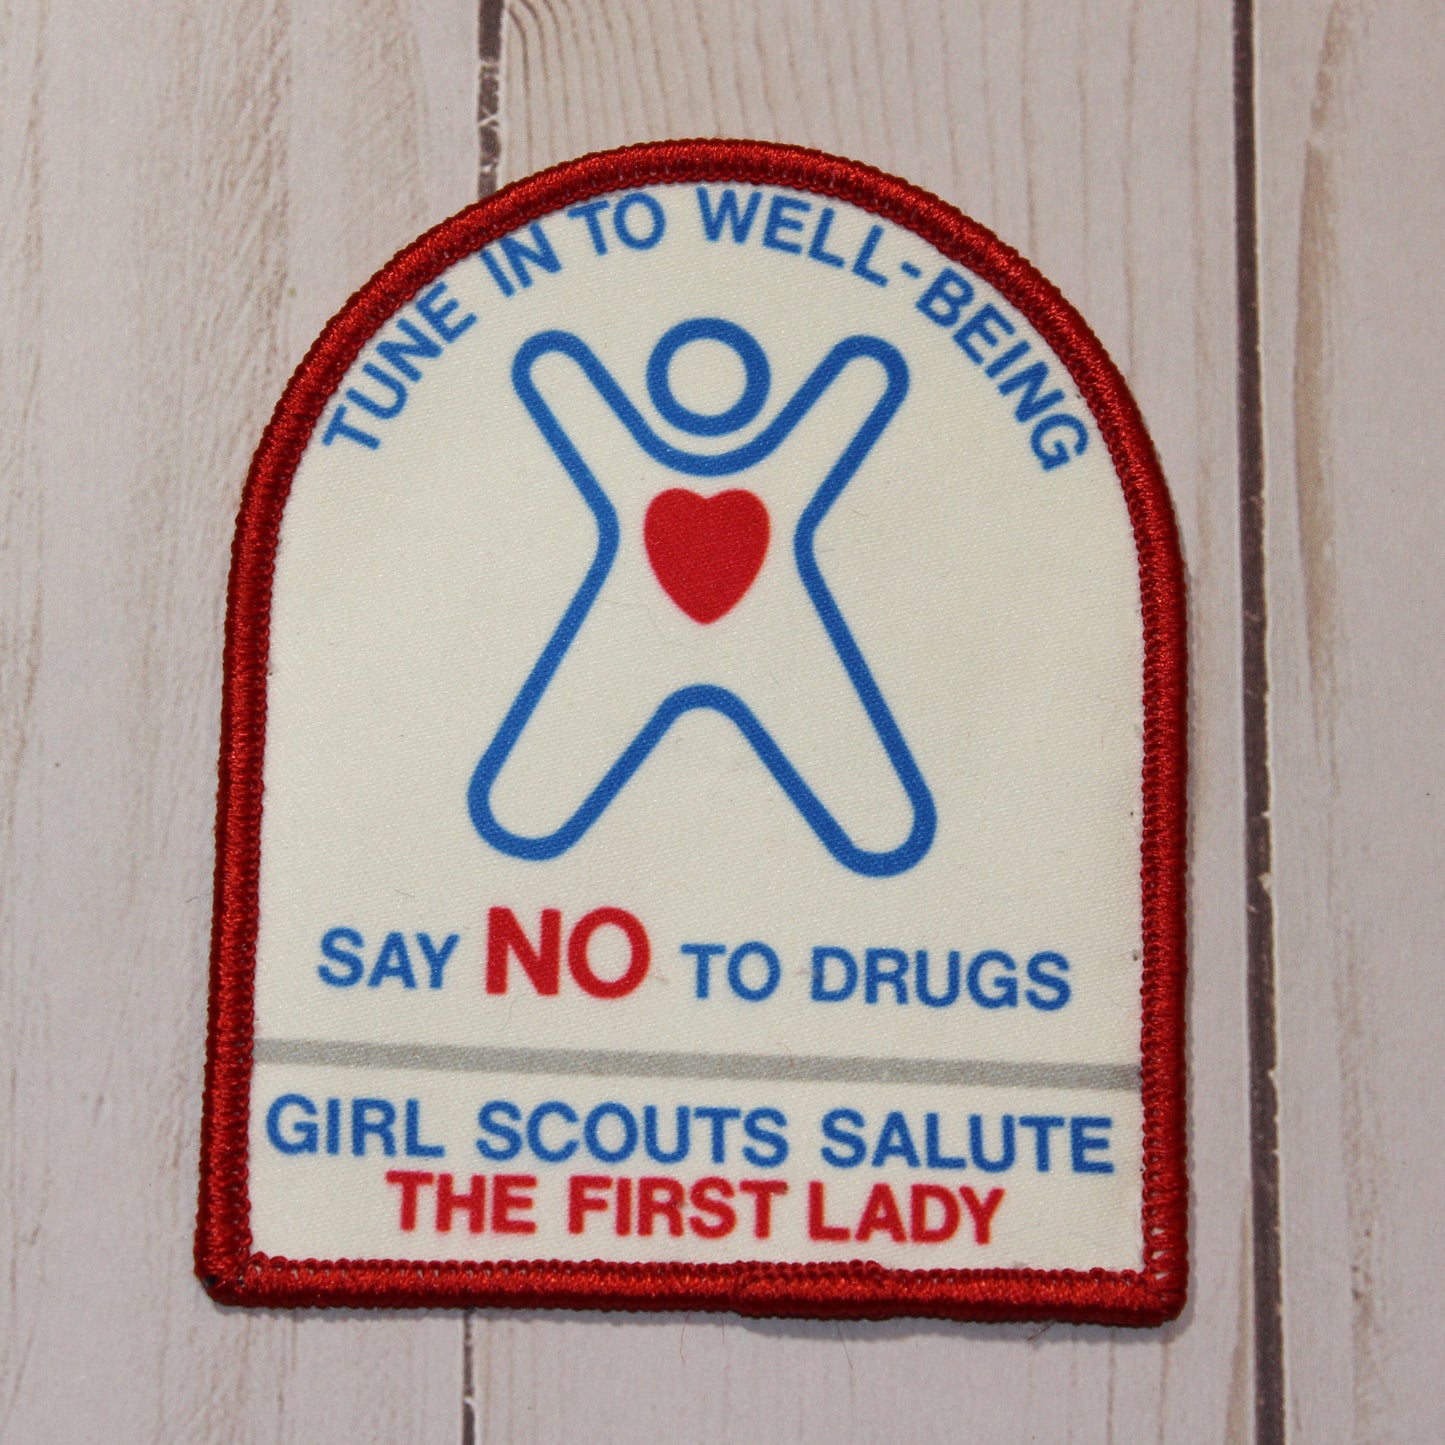 TUNE IN TO WELL-BEING
SAY NO TO DRUGS
GIRL SCOUTS SALUTE
THE FIRST LADY